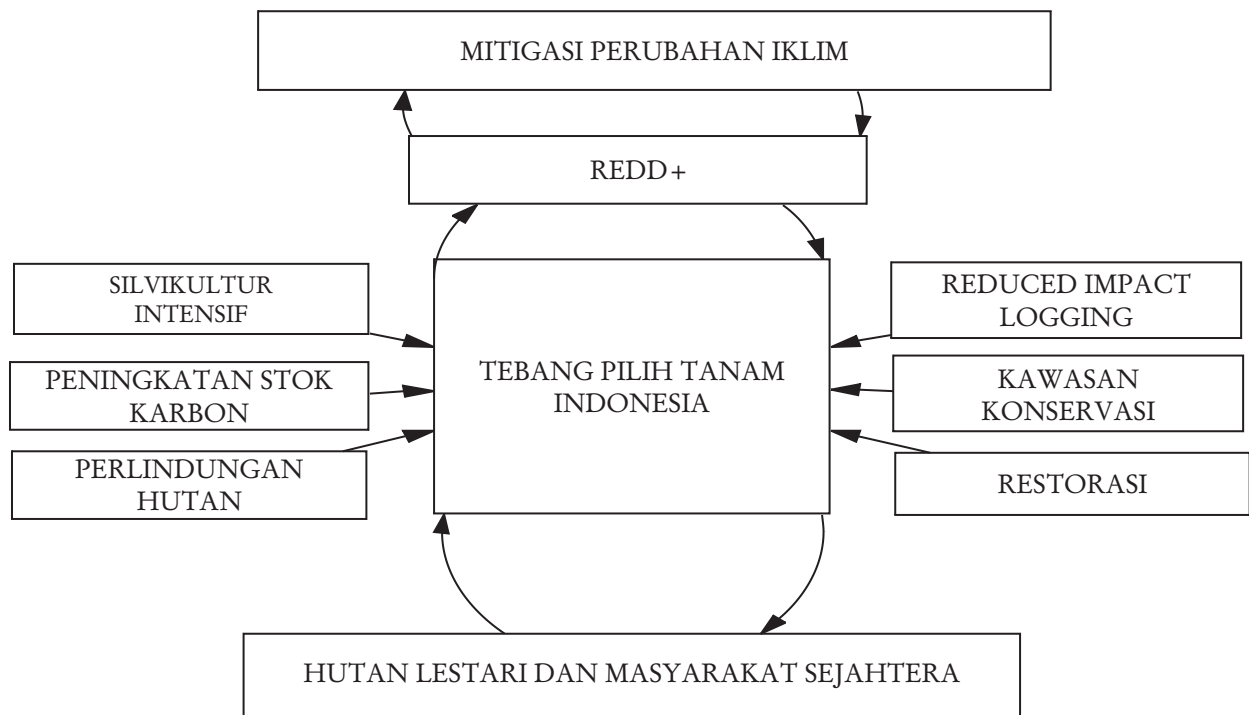 MITIGASI PERUBAHAN IKLIM
REDD+
SILVIKULTUR
INTENSIF
PENINGKATAN STOK
KARBON
PERLINDUNGAN
HUTAN
TEBANG PILIH TANAM
INDONESIA
REDUCED IMPACT
LOGGING
KAWASAN
KONSERVASI
RESTORASI
HUTAN LESTARI DAN MASYARAKAT SEJAHTERA